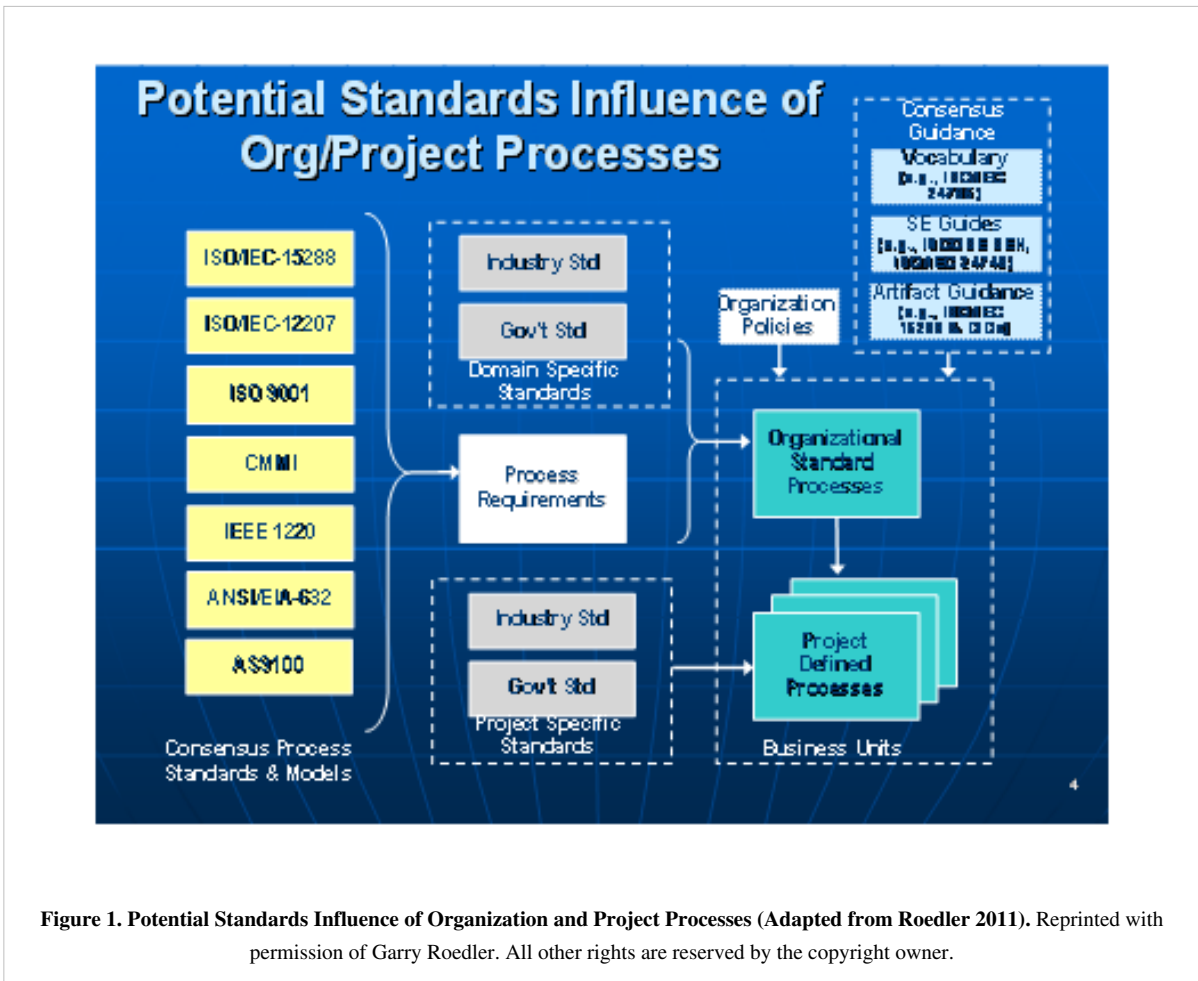 Potential Standards Influence of
Org/Project Processes
Consensus
Guidance
Vocabulary
SE Guides
Artifact Guidance
ISO/IEC-15288
ISO/IEC-12207
ISO 9001
CMMI
IEEE 1220
ANSI/EIA-632
AS9100
Consensus Process
Standards & Models
Industry Std
Gov't Std
Domain Specific
Standards
Process
Requirements
Industry Std
Gov't Std
Project Specific
Standards
Organization
Policies
Organizational
Standard
Processes
Project
Defined
Processes
Business Units
4
Figure 1. Potential Standards Influence of Organization and Project Processes (Adapted from Roedler 2011). Reprinted with
permission of Garry Roedler. All other rights are reserved by the copyright owner.